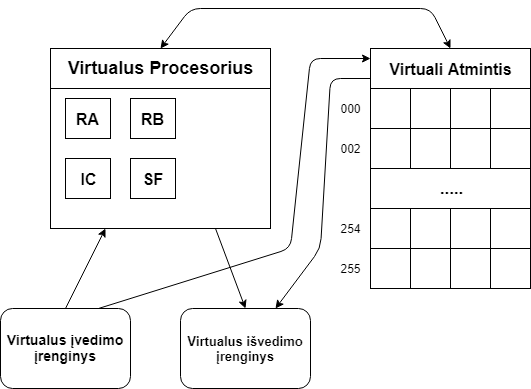 Virtualus Procesorius
Virtuali Atmintis
RA
RB
000
002
IC
SF
.....
254
255
Virtualus įvedimo
įrenginys
Virtualus išvedimo
įrenginys